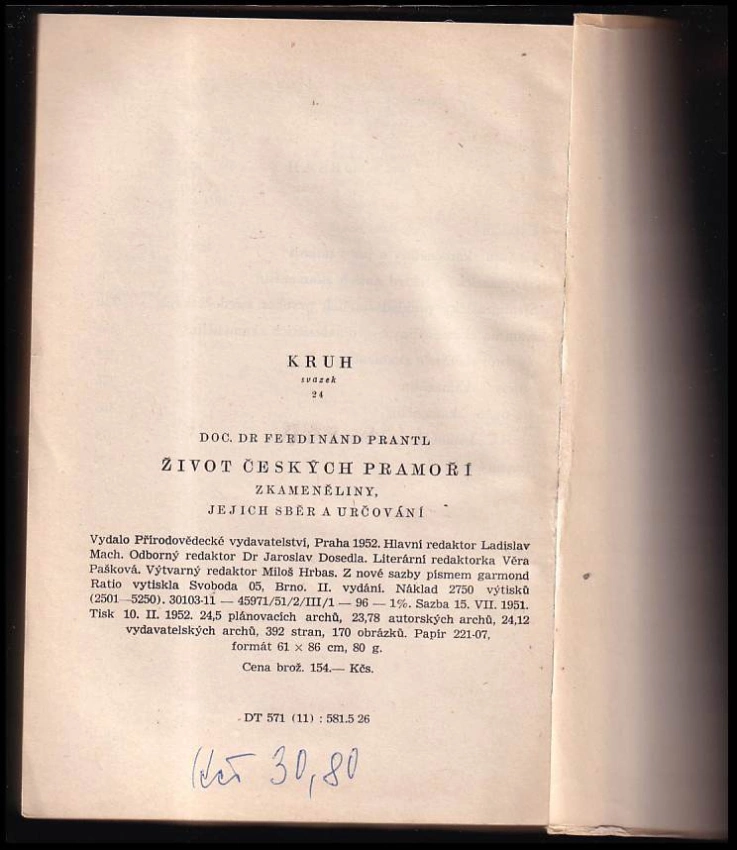 KRUH
svazek
24
DOC. DR FERDINAND PRANTL
ŽIVOT ČESKÝCH PRAMOŘÍ
ZKAMENĚLINY,
JEJICH SBĚR A URČOVÁNÍ
Vydalo Přírodovědecké vydavatelství, Praha 1952. Hlavní redaktor Ladislav
Mach. Odborný redaktor Dr Jaroslav Dosedla. Literární redaktorka Věra
Pašková. Výtvarný redaktor Miloš Hrbas. Z nové sazby písmem garmond
Ratio vytiskla Svoboda 05, Brno. II. vydání. Náklad 2750 výtisků
(2501—5250). 30103-11 — 45971/51/2/III/1 — 96 — 1%. Sazba 15. VII. 1951.
Tisk 10. II. 1952. 24,5 plánovacích archů, 23,78 autorských archů, 24,12
vydavatelských archů, 392 stran, 170 obrázků. Papír 221-07,
formát 61 × 86 cm, 80 g.
Cena brož. 154.— Kčs.
DT 571 (11) : 581.5 26
Kčs 30,80